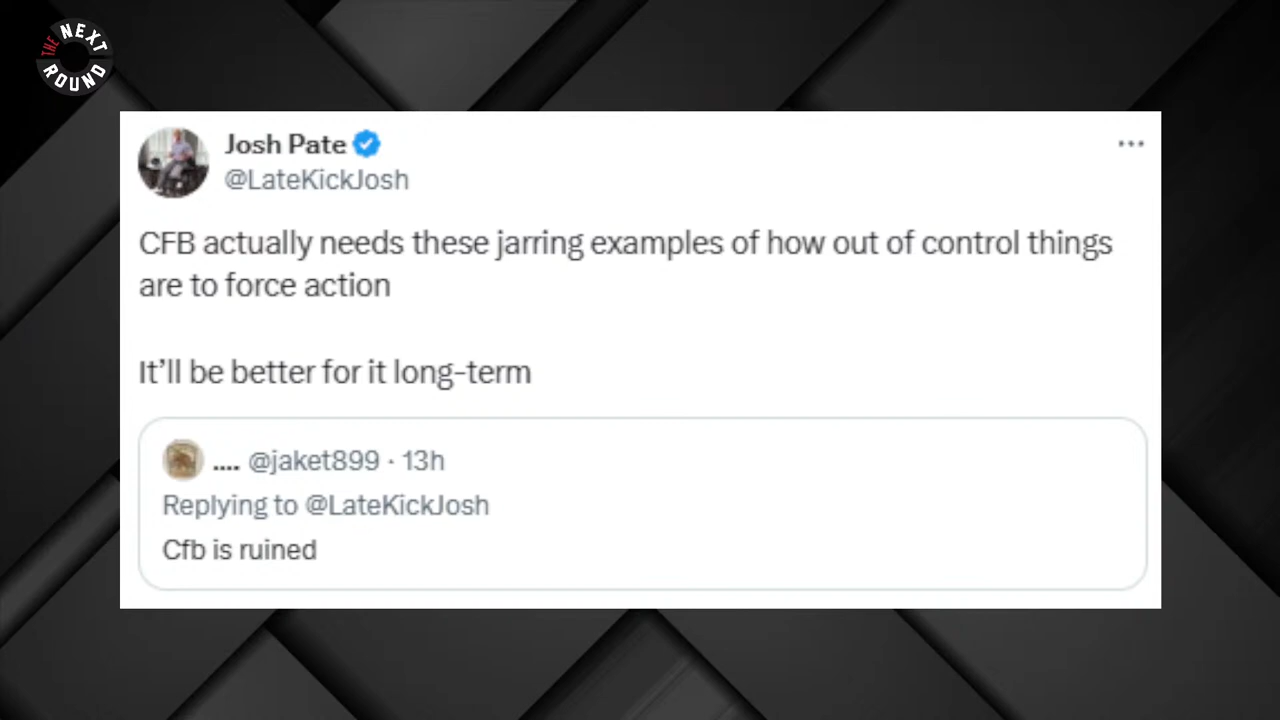 THE NEXT
ROUND
Josh Pate
@LateKickJosh
CFB actually needs these jarring examples of how out of control things
are to force action
It’ll be better for it long-term
.... @jaket899 · 13h
Replying to @LateKickJosh
Cfb is ruined